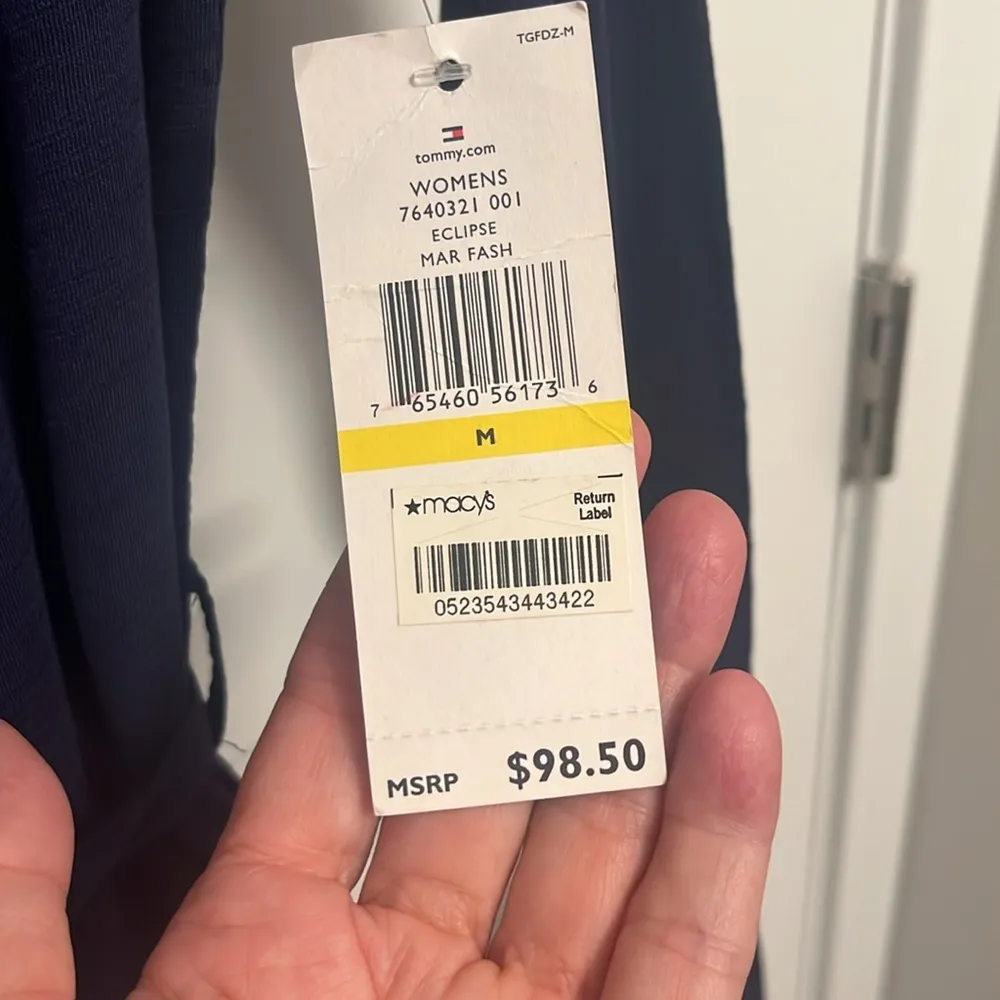 TGFDZ-M
tommy.com
WOMENS
7640321 001
ECLIPSE
MAR FASH
7 65460 56173 6
M
macy's
Return
Label
0523543443422
MSRP $98.50